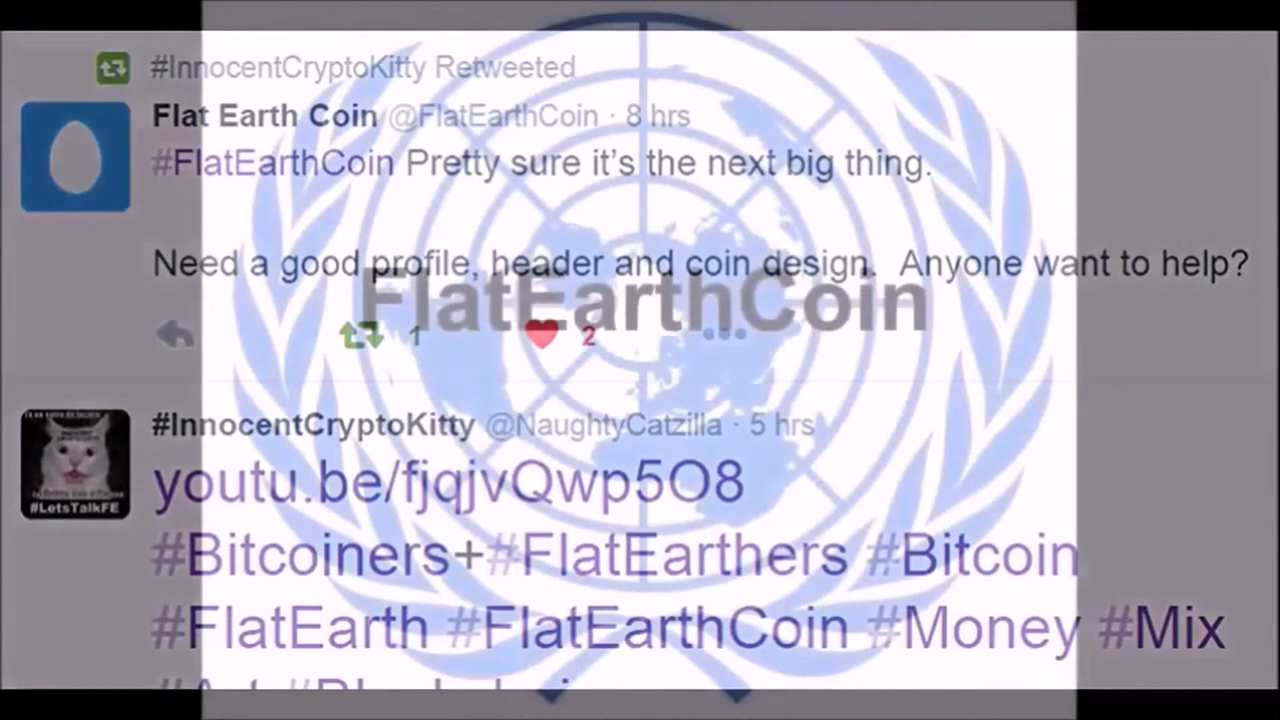 #InnocentCryptoKitty Retweeted
Flat Earth Coin @FlatEarthCoin · 8 hrs
#FlatEarthCoin Pretty sure it's the next big thing.
Need a good profile, header and coin design. Anyone want to help?
FlatEarthCoin
1 2
#InnocentCryptoKitty @NaughtyCatzilla · 5 hrs
youtu.be/fjqjvQwp5O8
#LetsTalkFE
#Bitcoiners+#FlatEarthers #Bitcoin
#FlatEarth #FlatEarthCoin #Money #Mix